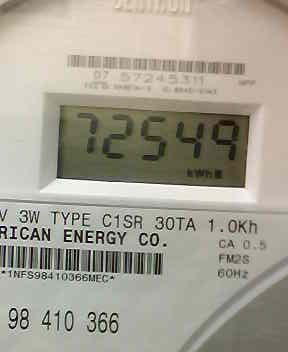 CENTRON
07 57245311
72549
kWh
V 3W TYPE C1SR 30TA 1.0Kh
RICAN ENERGY CO.
CA 0.5
FM2S
60Hz
*1NFS98410366MEC*
98 410 366